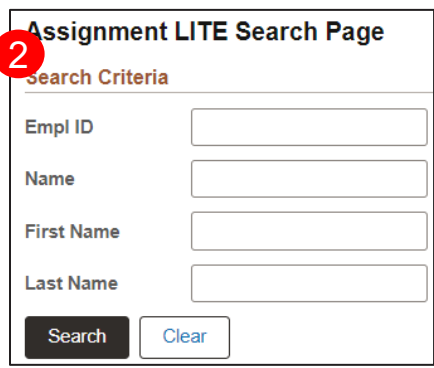 Assignment LITE Search Page
2
Search Criteria
Empl ID
Name
First Name
Last Name
Search Clear